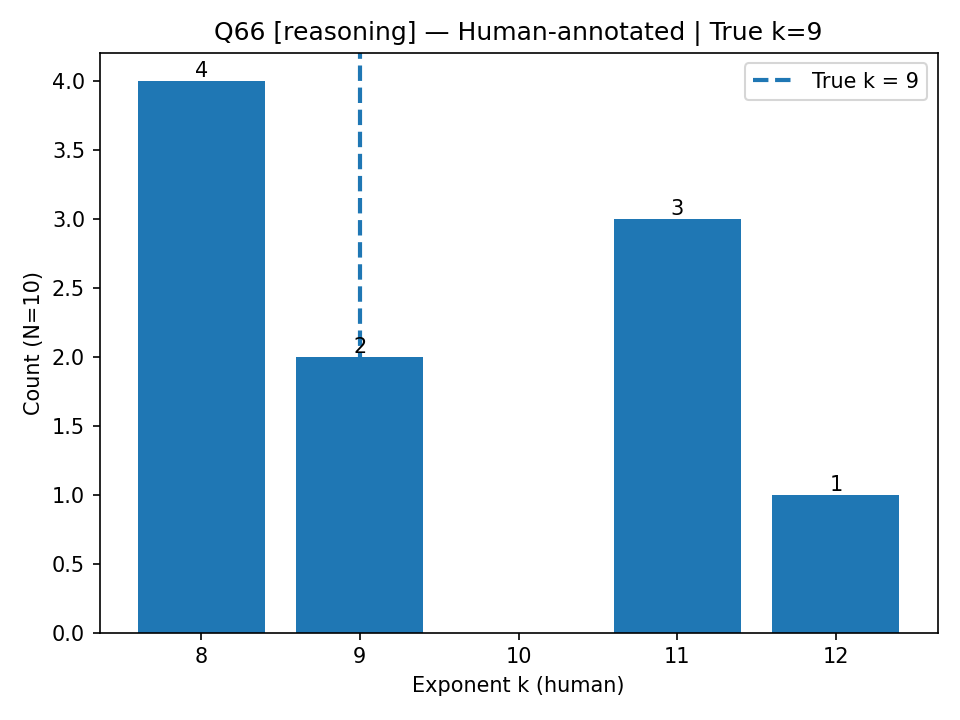 Q66 [reasoning] — Human-annotated | True k=9
True k = 9
Count (N=10)
4.0
3.5
3.0
2.5
2.0
1.5
1.0
0.5
0.0
4
2
3
1
8 9 10 11 12
Exponent k (human)